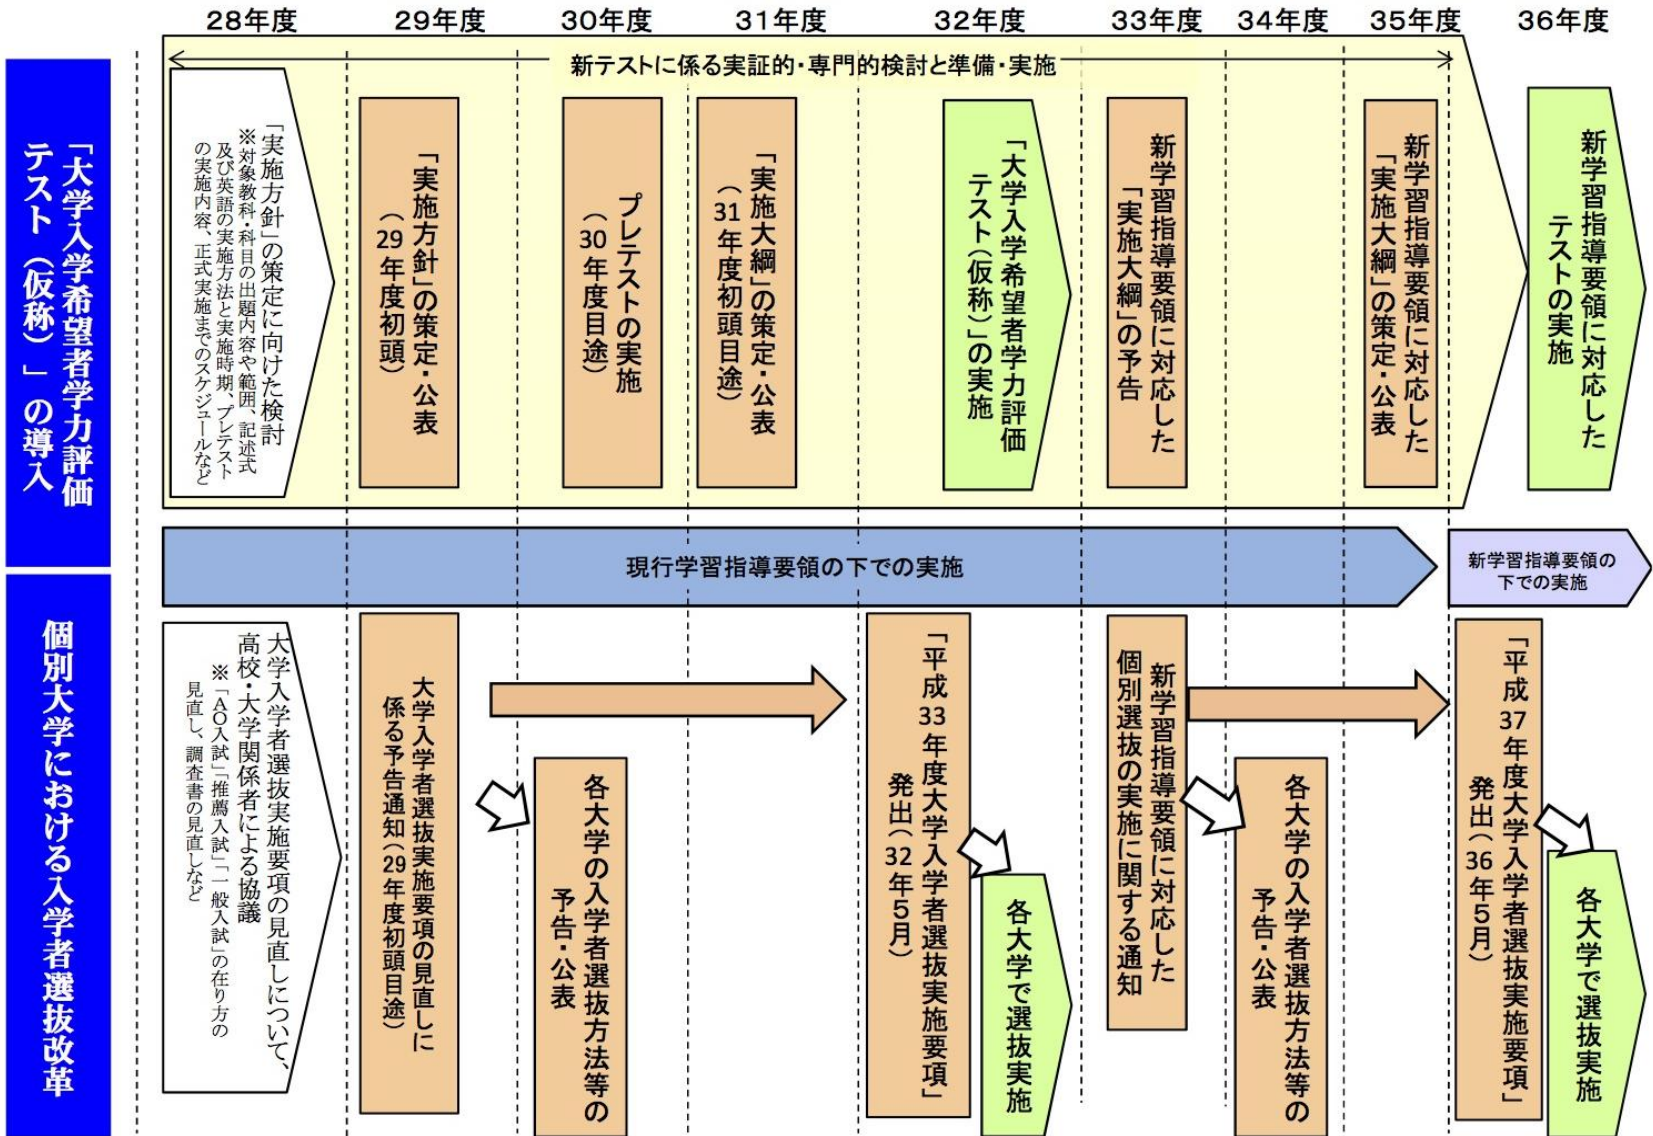 28年度
29年度
30年度
31年度
32年度
33年度
34年度
35年度
36年度
「大学入学希望者学力評価
テスト（仮称）」の導入
新テストに係る実証的・専門的検討と準備・実施
「実施方針」の策定に向けた検討
※対象教科・科目の出題内容や範囲、記述式
及び英語の実施方法と実施時期、プレテスト
の実施内容、正式実施までのスケジュールなど
「実施方針」の策定・公表
（29年度初頭）
プレテストの実施
（30年度目途）
「実施大綱」の策定・公表
（31年度初頭目途）
「大学入学希望者学力評価
テスト（仮称）」の実施
新学習指導要領に対応した
「実施大綱」の予告
新学習指導要領に対応した
「実施大綱」の策定・公表
新学習指導要領に対応した
テストの実施
現行学習指導要領の下での実施
新学習指導要領の
下での実施
個別大学における入学者選抜改革
大学入学者選抜実施要項の見直しについて、
高校・大学関係者による協議
※「AO入試」「推薦入試」「一般入試」の在り方の
見直し、調査書の見直しなど
大学入学者選抜実施要項の見直しに
係る予告通知（29年度初頭目途）
各大学の入学者選抜方法等の
予告・公表
「平成33年度大学入学者選抜実施要項」
発出（32年5月）
各大学で選抜実施
新学習指導要領に対応した
個別選抜の実施に関する通知
各大学の入学者選抜方法等の
予告・公表
「平成37年度大学入学者選抜実施要項」
発出（36年5月）
各大学で選抜実施